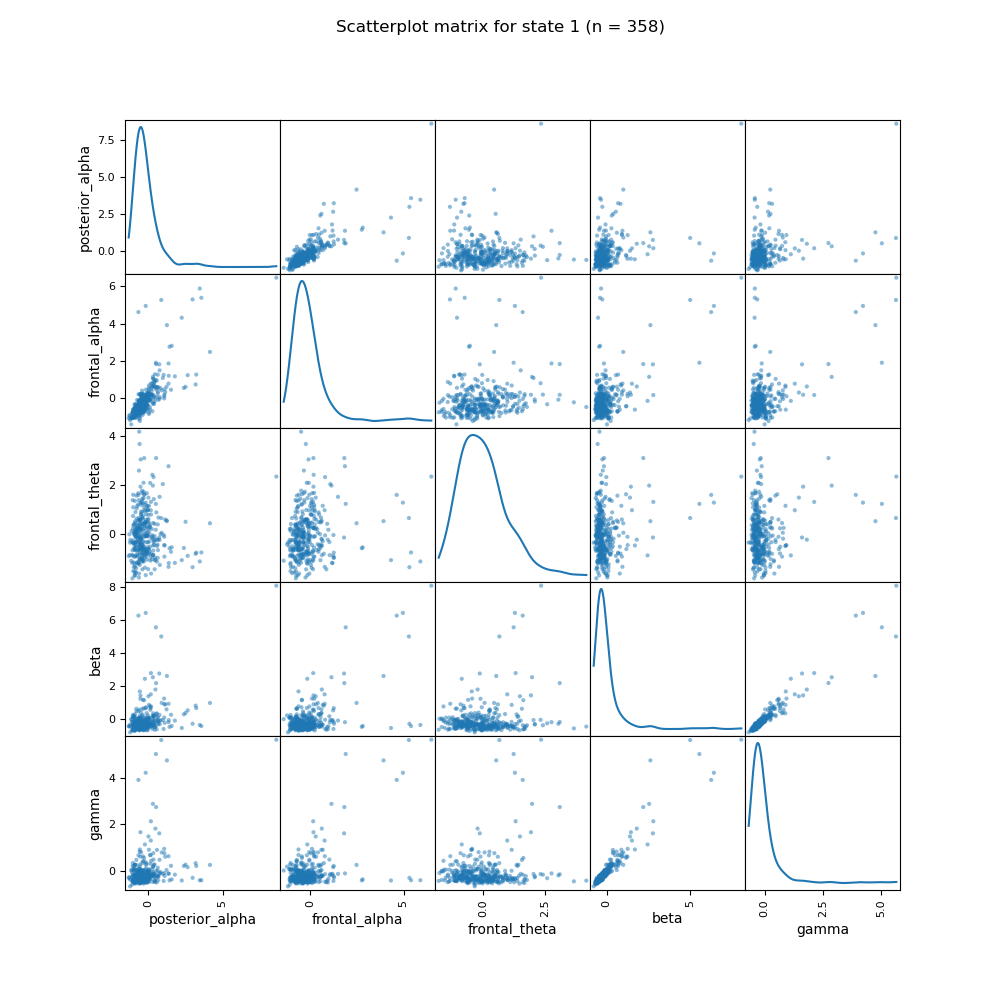 Scatterplot matrix for state 1 (n = 358)
posterior_alpha
7.5
5.0
2.5
0.0
frontal_alpha
6
4
2
0
frontal_theta
4
2
0
beta
8
6
4
2
0
gamma
4
2
0
0 5 0 5 0.0 2.5 0 5 0.0 2.5 5.0
posterior_alpha frontal_alpha frontal_theta beta gamma